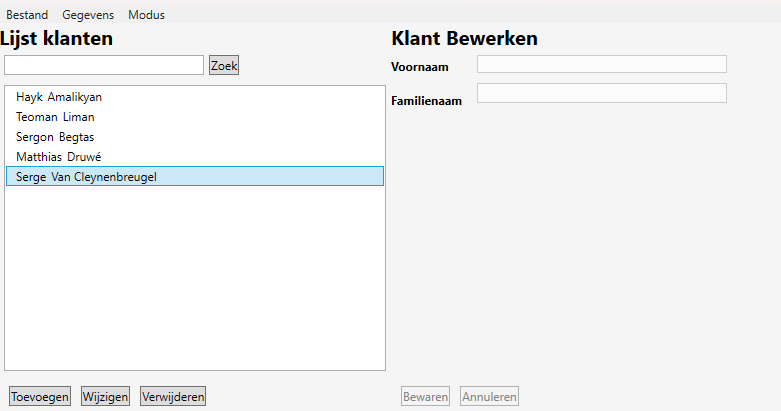 Bestand Gegevens Modus
Lijst klanten
Zoek
Hayk Amalikyan
Teoman Liman
Sergon Begtas
Matthias Druwé
Serge Van Cleynenbreugel
Toevoegen Wijzigen Verwijderen
Klant Bewerken
Voornaam
Familienaam
Bewaren Annuleren